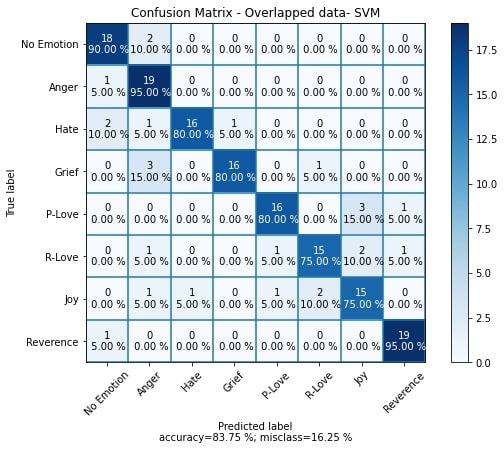 Confusion Matrix - Overlapped data- SVM
No Emotion 18 2 0 0 0 0 0 0
90.00 % 10.00 % 0.00 % 0.00 % 0.00 % 0.00 % 0.00 % 0.00 %
Anger 1 19 0 0 0 0 0 0
5.00 % 95.00 % 0.00 % 0.00 % 0.00 % 0.00 % 0.00 % 0.00 %
Hate 2 1 16 1 0 0 0 0
10.00 % 5.00 % 80.00 % 5.00 % 0.00 % 0.00 % 0.00 % 0.00 %
Grief 0 3 0 16 0 1 0 0
0.00 % 15.00 % 0.00 % 80.00 % 0.00 % 5.00 % 0.00 % 0.00 %
P-Love 0 0 0 0 16 0 3 1
0.00 % 0.00 % 0.00 % 0.00 % 80.00 % 0.00 % 15.00 % 5.00 %
R-Love 0 1 0 0 1 15 2 1
0.00 % 5.00 % 0.00 % 0.00 % 5.00 % 75.00 % 10.00 % 5.00 %
Joy 0 1 1 0 1 2 15 0
0.00 % 5.00 % 5.00 % 0.00 % 5.00 % 10.00 % 75.00 % 0.00 %
Reverence 1 0 0 0 0 0 0 19
5.00 % 0.00 % 0.00 % 0.00 % 0.00 % 0.00 % 0.00 % 95.00 %
True label
No Emotion Anger Hate Grief P-Love R-Love Joy Reverence
Predicted label
accuracy=83.75 %; misclass=16.25 %
17.5
15.0
12.5
10.0
7.5
5.0
2.5
0.0